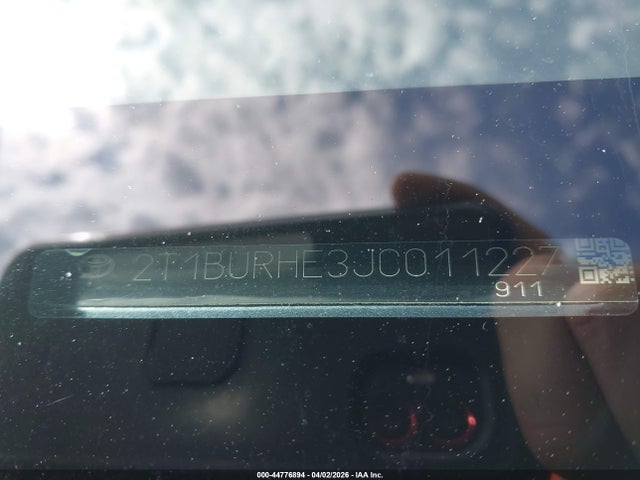 2T1BURHE3JC011227
911
000-44776894 - 04/02/2026 - IAA Inc.